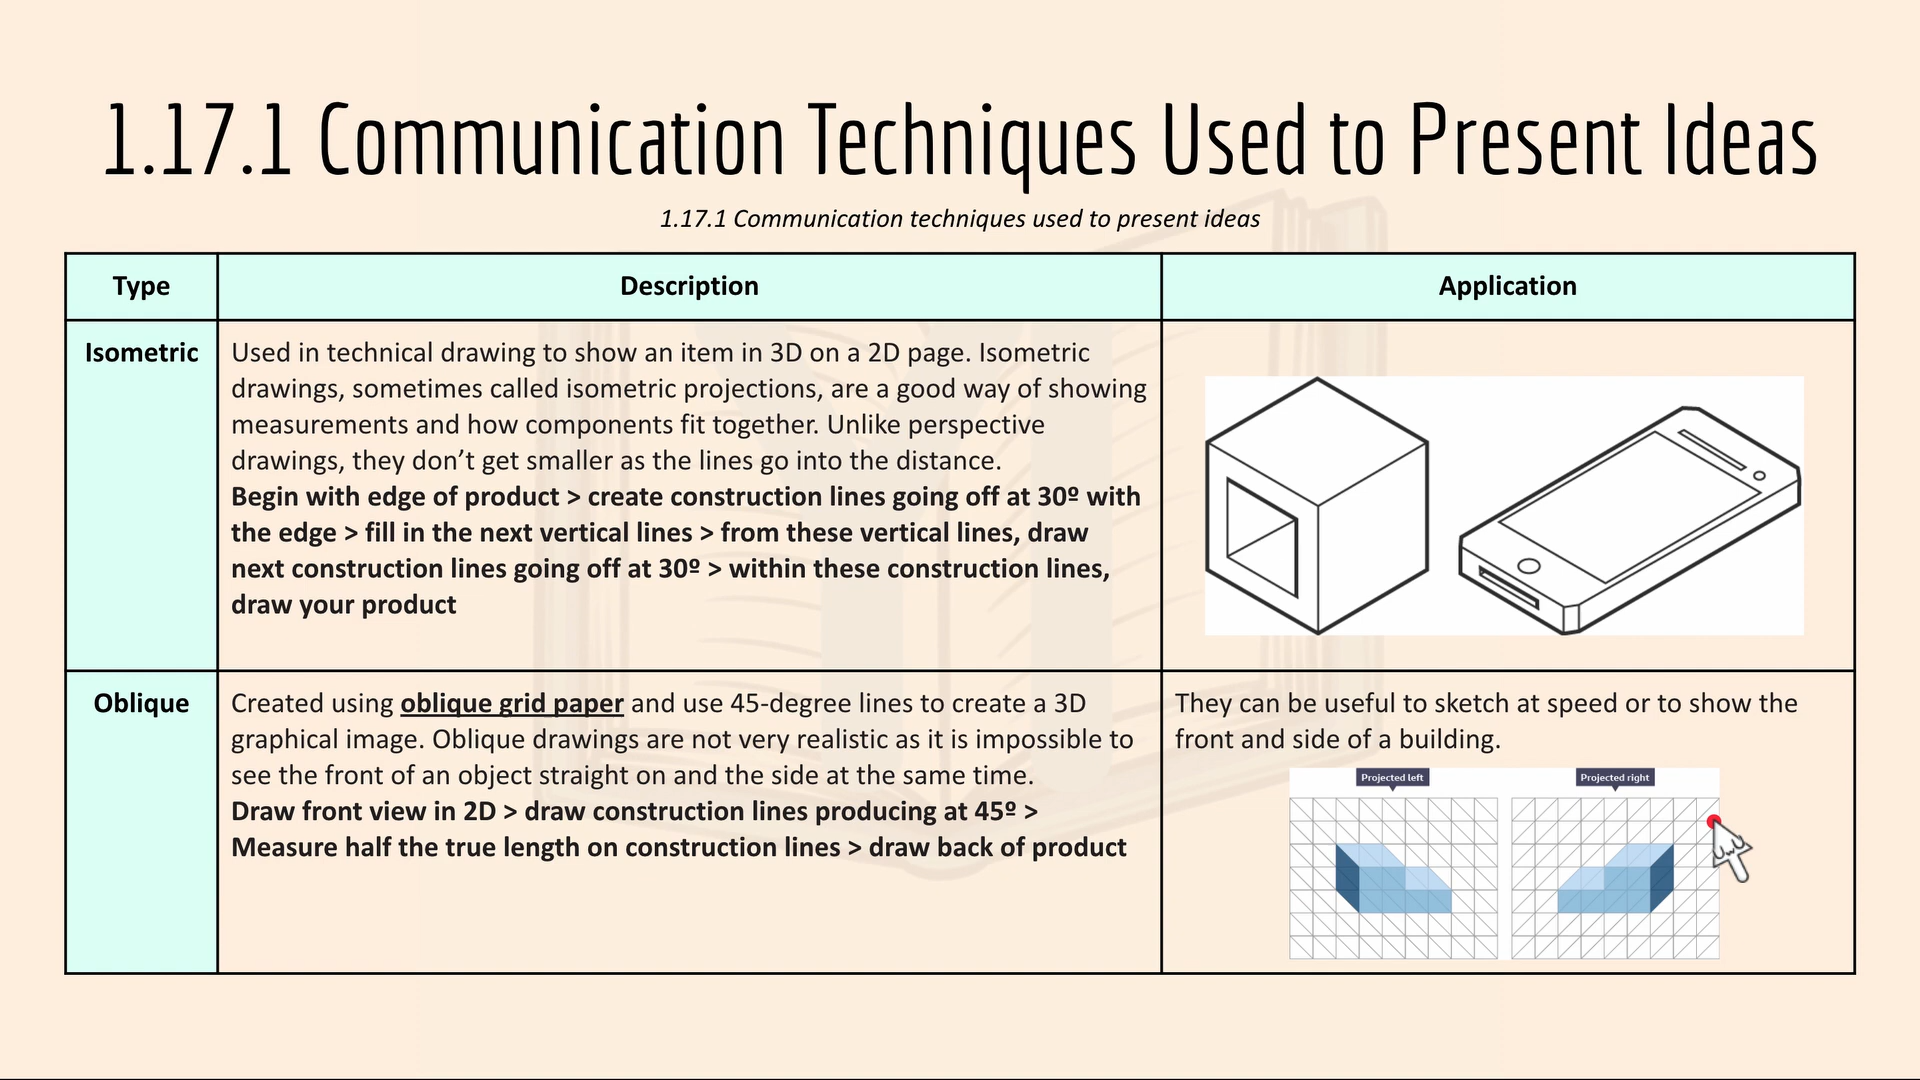 1.17.1 Communication Techniques Used to Present Ideas
1.17.1 Communication techniques used to present ideas
Type
Description
Application
Isometric
Used in technical drawing to show an item in 3D on a 2D page. Isometric
drawings, sometimes called isometric projections, are a good way of showing
measurements and how components fit together. Unlike perspective
drawings, they don’t get smaller as the lines go into the distance.
Begin with edge of product > create construction lines going off at 30º with
the edge > fill in the next vertical lines > from these vertical lines, draw
next construction lines going off at 30º > within these construction lines,
draw your product
Oblique
Created using oblique grid paper and use 45-degree lines to create a 3D
graphical image. Oblique drawings are not very realistic as it is impossible to
see the front of an object straight on and the side at the same time.
Draw front view in 2D > draw construction lines producing at 45º >
Measure half the true length on construction lines > draw back of product
They can be useful to sketch at speed or to show the
front and side of a building.
Projected left
Projected right
UwU